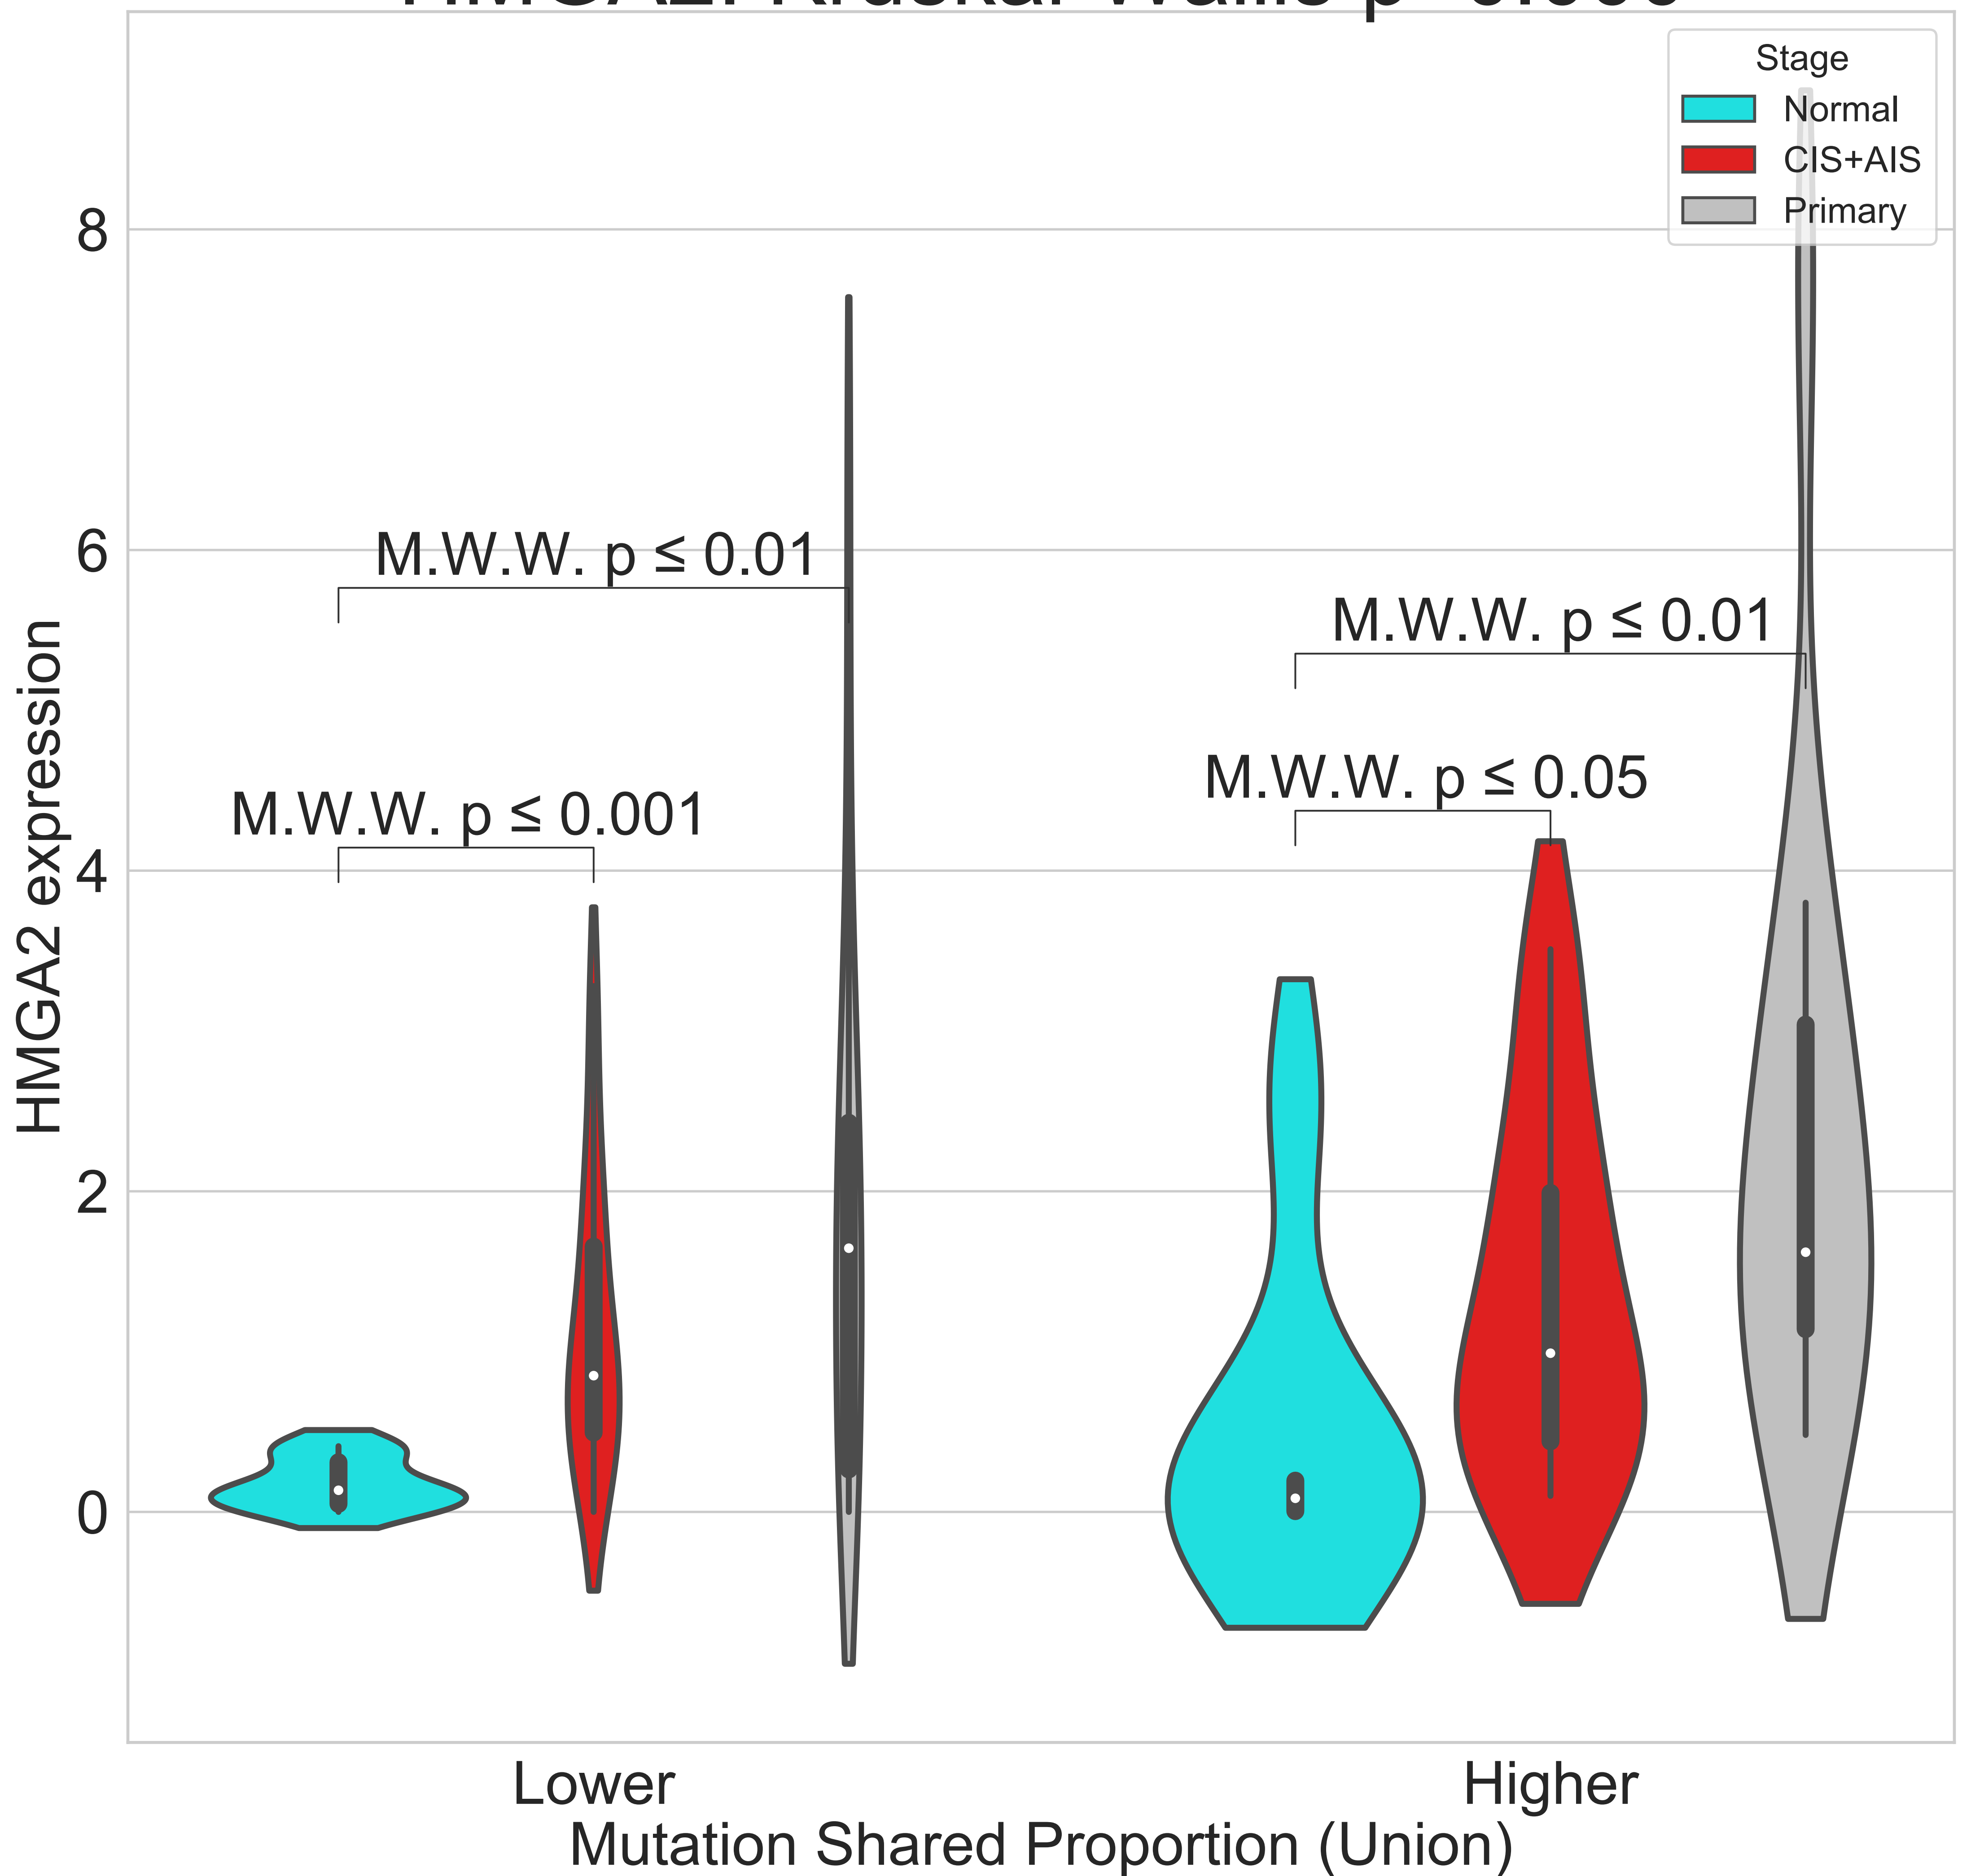 Stage
Normal
CIS+AIS
Primary
8
6
4
2
0
HMGA2 expression
M.W.W. p ≤ 0.01
M.W.W. p ≤ 0.001
M.W.W. p ≤ 0.01
M.W.W. p ≤ 0.05
Lower
Higher
Mutation Shared Proportion (Union)